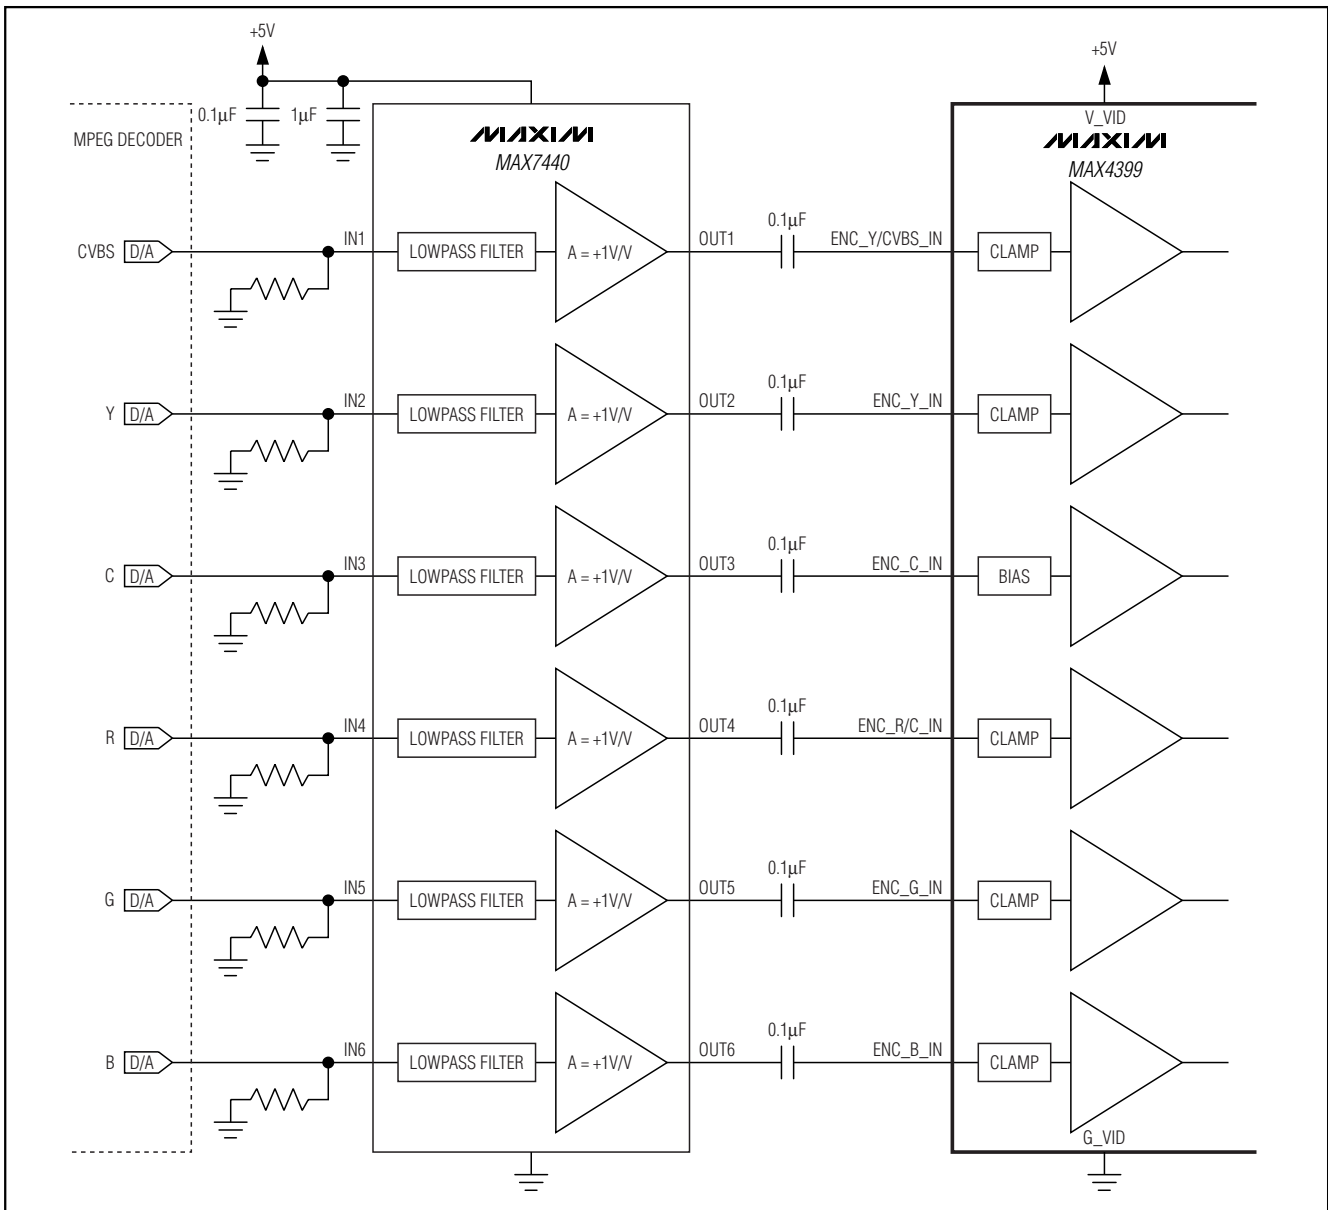 +5V
+5V
0.1µF
1µF
V_VID
MPEG DECODER
MAXIM
MAX7440
MAXIM
MAX4399
CVBS D/A
IN1
LOWPASS FILTER
A = +1V/V
OUT1
0.1µF
ENC_Y/CVBS_IN
CLAMP
Y D/A
IN2
LOWPASS FILTER
A = +1V/V
OUT2
0.1µF
ENC_Y_IN
CLAMP
C D/A
IN3
LOWPASS FILTER
A = +1V/V
OUT3
0.1µF
ENC_C_IN
BIAS
R D/A
IN4
LOWPASS FILTER
A = +1V/V
OUT4
0.1µF
ENC_R/C_IN
CLAMP
G D/A
IN5
LOWPASS FILTER
A = +1V/V
OUT5
0.1µF
ENC_G_IN
CLAMP
B D/A
IN6
LOWPASS FILTER
A = +1V/V
OUT6
0.1µF
ENC_B_IN
CLAMP
G_VID